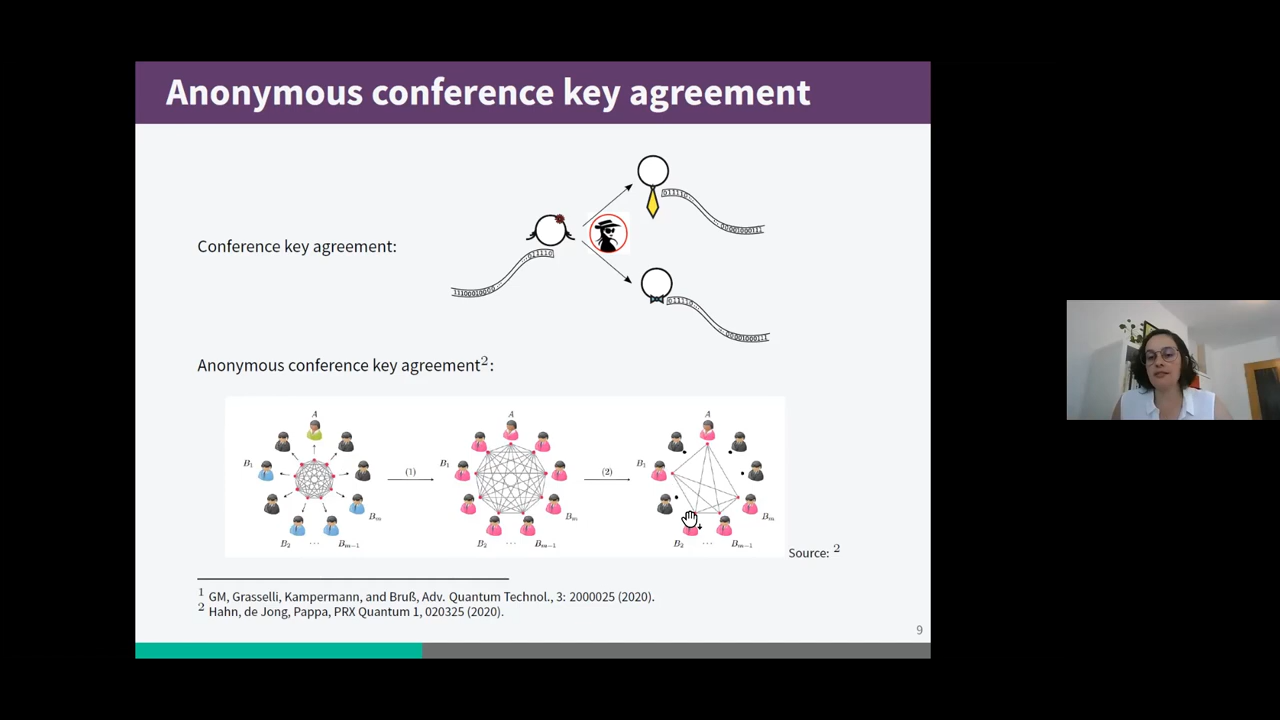 Anonymous conference key agreement
Conference key agreement:
Anonymous conference key agreement2:
A
B1
Bm
B2
...
Bm−1
(1)
A
B1
Bm
B2
...
Bm−1
(2)
A
B1
Bm
B2
...
Bm−1
Source: 2
1 GM, Grasselli, Kampermann, and Bruß, Adv. Quantum Technol., 3: 2000025 (2020).
2 Hahn, de Jong, Pappa, PRX Quantum 1, 020325 (2020).
9